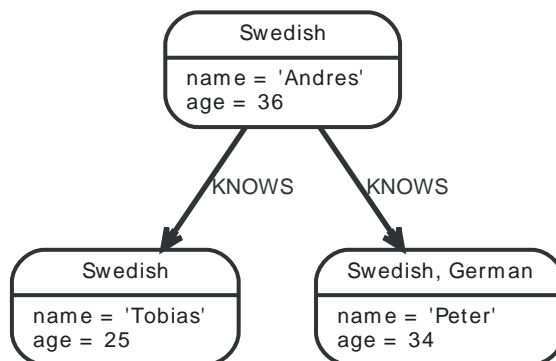 Swedish
name = 'Andres'
age = 36
KNOWS
KNOWS
Swedish
name = 'Tobias'
age = 25
Swedish, German
name = 'Peter'
age = 34